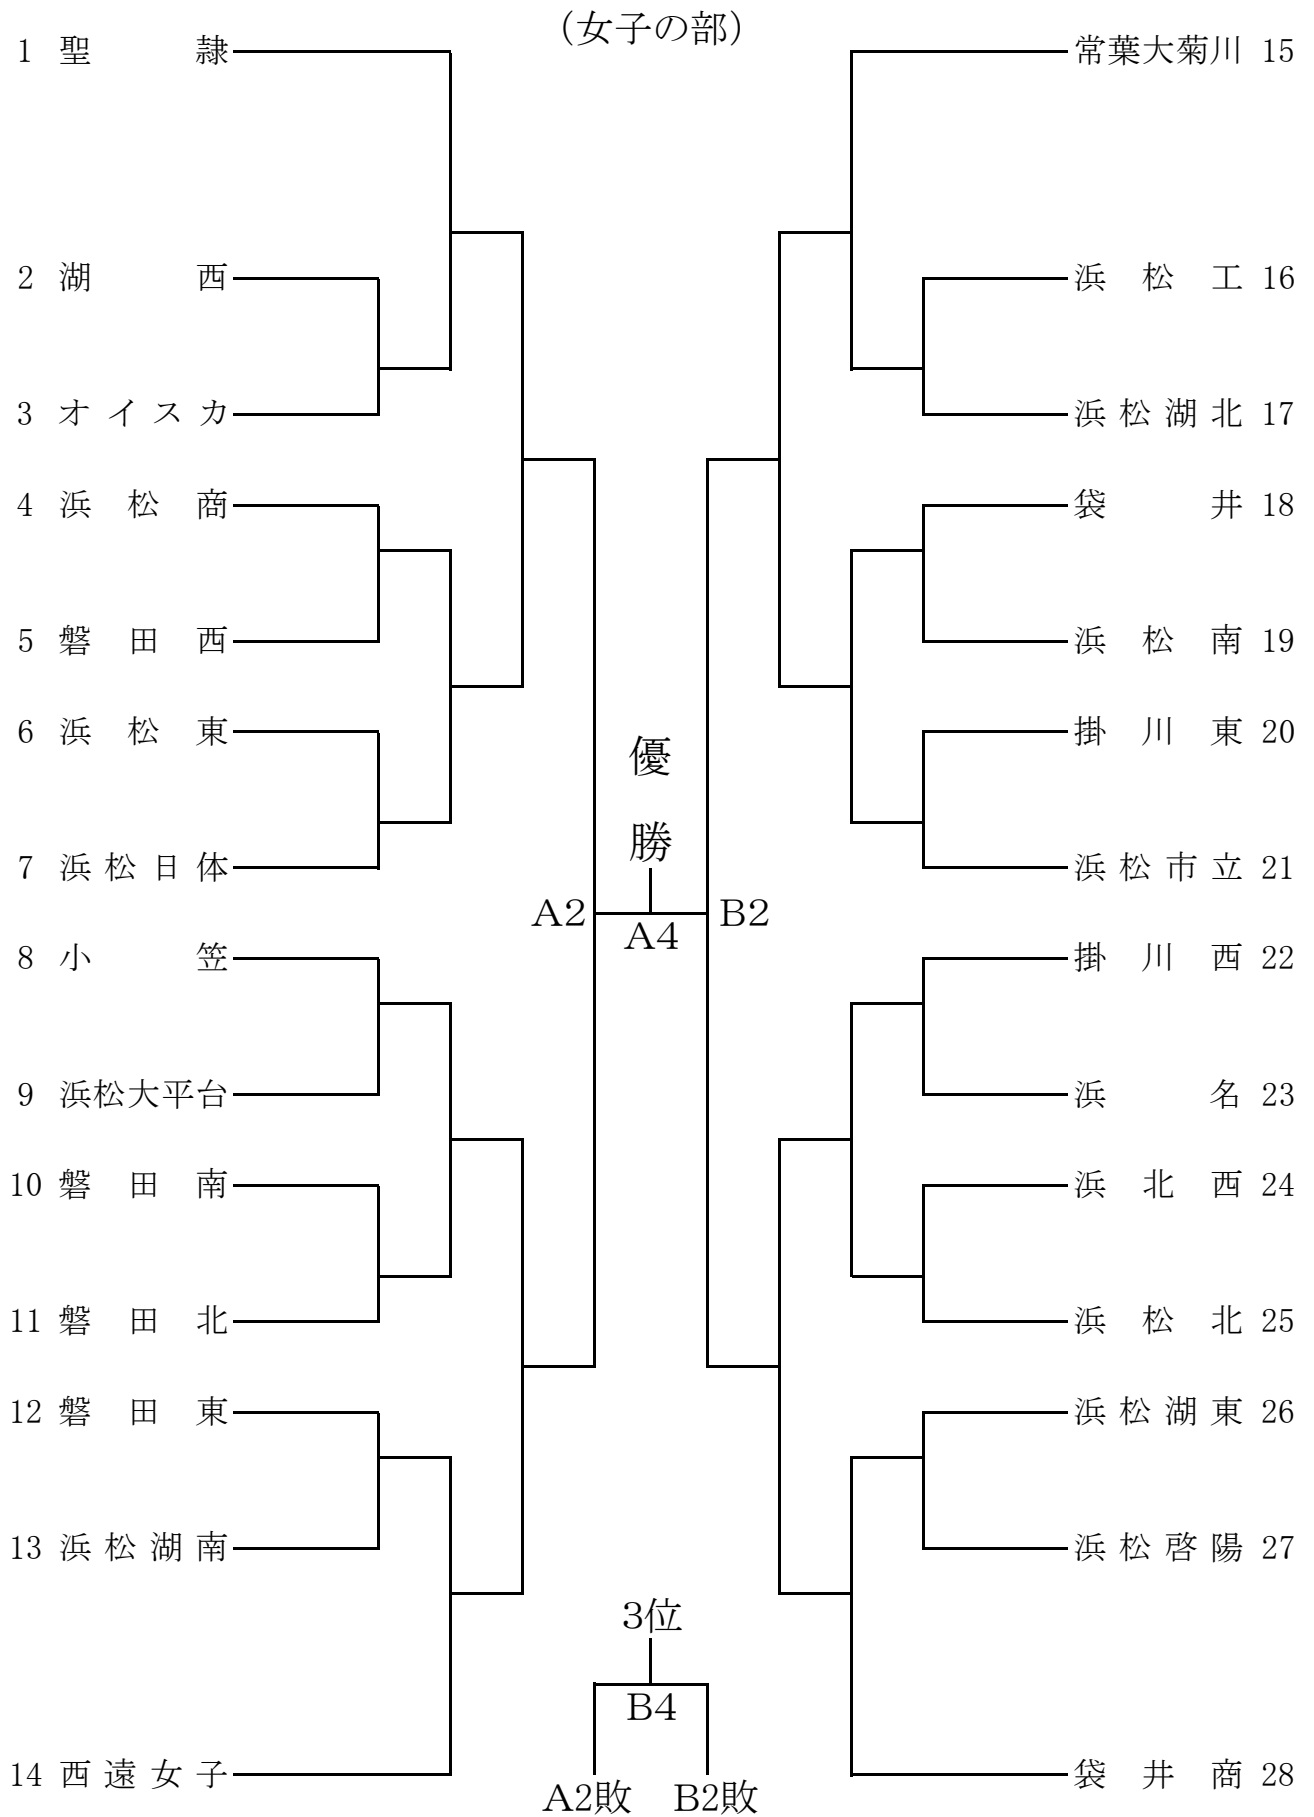 (女子の部)
1 聖隷
2 湖西
3 オイスカ
4 浜松商
5 磐田西
6 浜松東
7 浜松日体
8 小笠
9 浜松大平台
10 磐田南
11 磐田北
12 磐田東
13 浜松湖南
14 西遠女子
優
勝
A2
A4
B2
3位
B4
A2敗
B2敗
常葉大菊川 15
浜松工 16
浜松湖北 17
袋井 18
浜松南 19
掛川東 20
浜松市立 21
掛川西 22
浜名 23
浜北西 24
浜松北 25
浜松湖東 26
浜松啓陽 27
袋井商 28